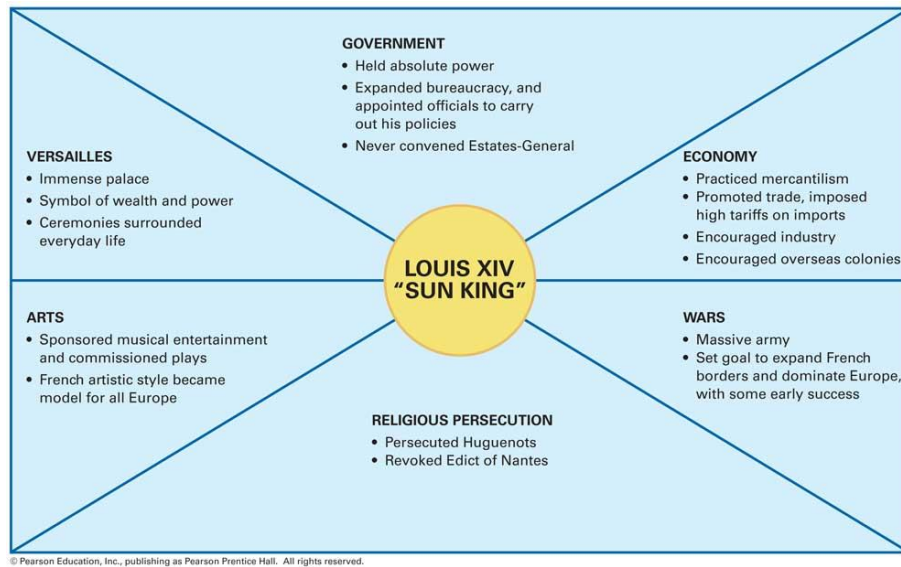 GOVERNMENT
• Held absolute power
• Expanded bureaucracy, and
appointed officials to carry
out his policies
• Never convened Estates-General
VERSAILLES
• Immense palace
• Symbol of wealth and power
• Ceremonies surrounded
everyday life
ECONOMY
• Practiced mercantilism
• Promoted trade, imposed
high tariffs on imports
• Encouraged industry
• Encouraged overseas colonies
LOUIS XIV
“SUN KING”
ARTS
• Sponsored musical entertainment
and commissioned plays
• French artistic style became
model for all Europe
WARS
• Massive army
• Set goal to expand French
borders and dominate Europe,
with some early success
RELIGIOUS PERSECUTION
• Persecuted Huguenots
• Revoked Edict of Nantes
© Pearson Education, Inc., publishing as Pearson Prentice Hall. All rights reserved.